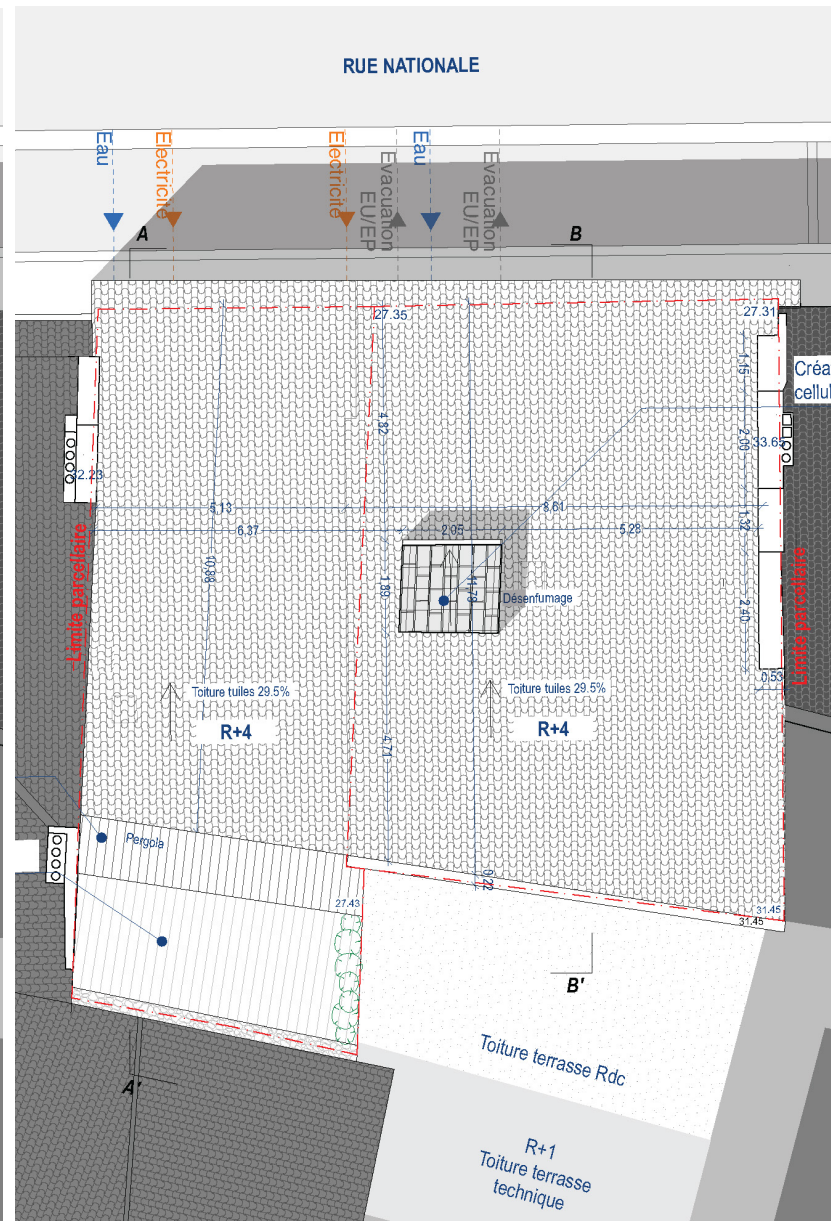 RUE NATIONALE
Eau
Electricité
Electricité
Evacuation
EU/EP
Eau
Evacuation
EU/EP
A
B
27.35
27.31
1.15
Créa
cellul
4.82
2.00
33.65
32.23
5.13
8.61
1.32
6.37
2.05
5.28
Limite parcellaire
10.88
1.89
11.78
Désenfumage
2.40
Limite parcellaire
0.53
Toiture tuiles 29.5%
R+4
Toiture tuiles 29.5%
R+4
4.71
Pergola
0.22
27.43
31.45
31.45
B'
Toiture terrasse Rdc
A'
R+1
Toiture terrasse
technique